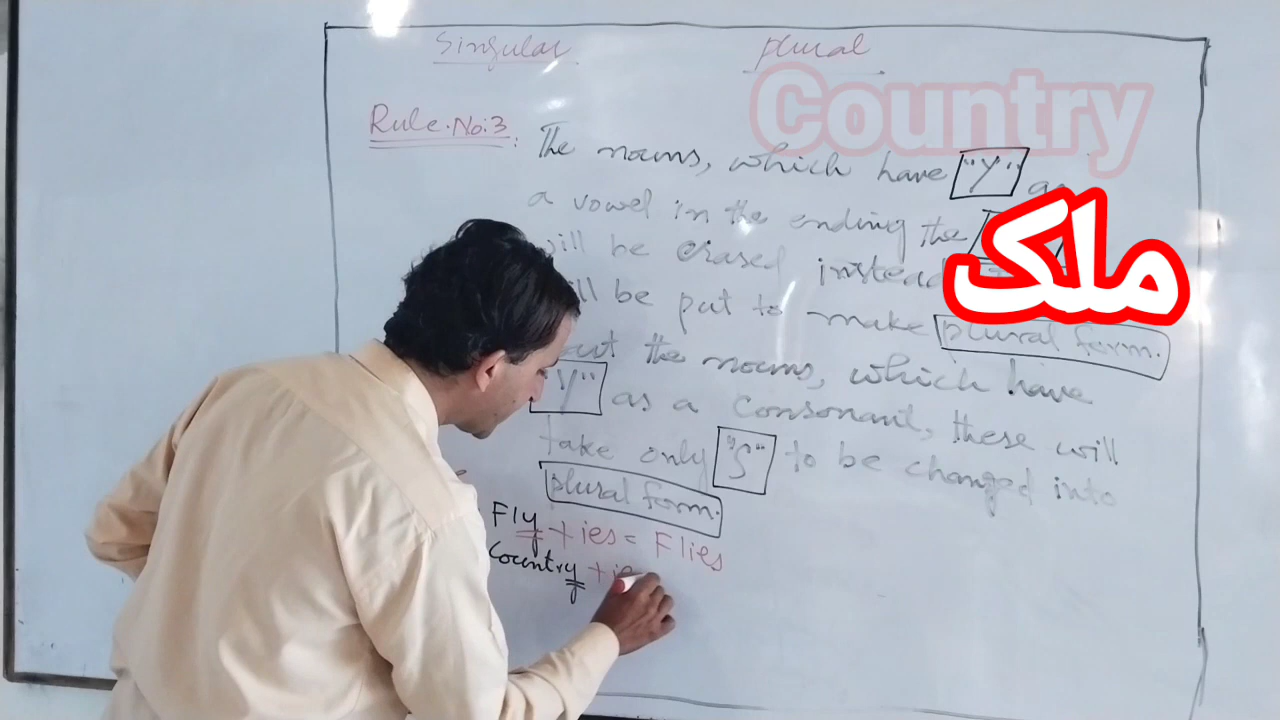 Singular plural
Country
Rule.No:3: The nouns, which have "Y" as
a vowel in the ending the
will be erased instead
will be put to make plural form.
ملک
but the nouns, which have
"Y" as a consonant, these will
take only "S" to be changed into
plural form.
Fly + ies = Flies
Country + ie